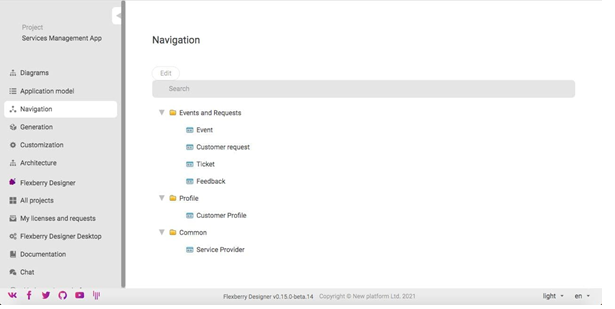 Project
Services Management App
Diagrams
Application model
Navigation
Generation
Customization
Architecture
Flexberry Designer
All projects
My licenses and requests
Flexberry Designer Desktop
Documentation
Chat
Navigation
Edit
Search
Events and Requests
Event
Customer request
Ticket
Feedback
Profile
Customer Profile
Common
Service Provider
Flexberry Designer v0.15.0-beta.14 Copyright © New platform Ltd. 2021
light
en